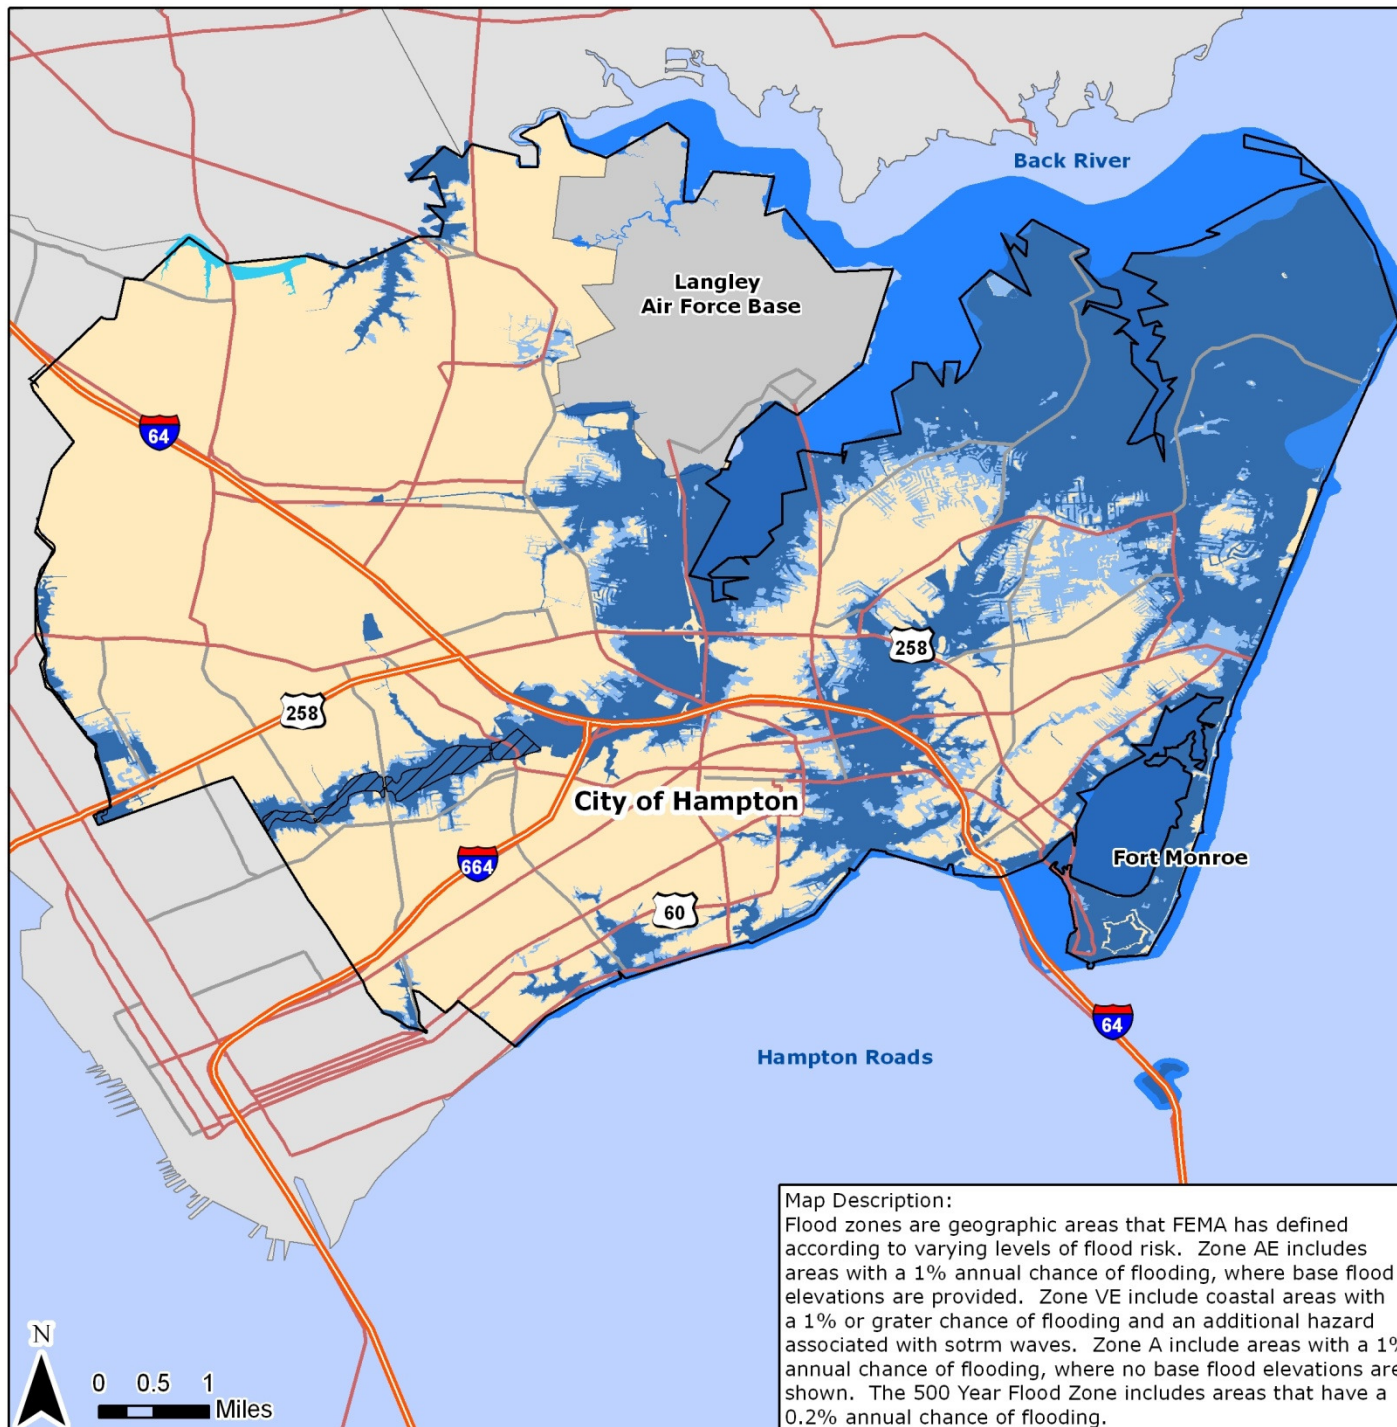 Back River
Langley
Air Force Base
64
258
258
City of Hampton
Fort Monroe
664
60
64
Hampton Roads
Map Description:
Flood zones are geographic areas that FEMA has defined
according to varying levels of flood risk.  Zone AE includes
areas with a 1% annual chance of flooding, where base flood
elevations are provided.  Zone VE include coastal areas with
a 1% or grater chance of flooding and an additional hazard
associated with sotrm waves.  Zone A include areas with a 1%
annual chance of flooding, where no base flood elevations are
shown.  The 500 Year Flood Zone includes areas that have a
0.2% annual chance of flooding.
N
0 0.5 1
Miles